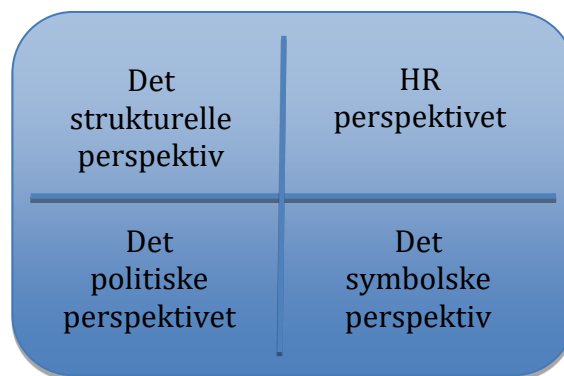 Det
strukturelle
perspektiv
HR
perspektivet
Det
politiske
perspektivet
Det
symbolske
perspektiv